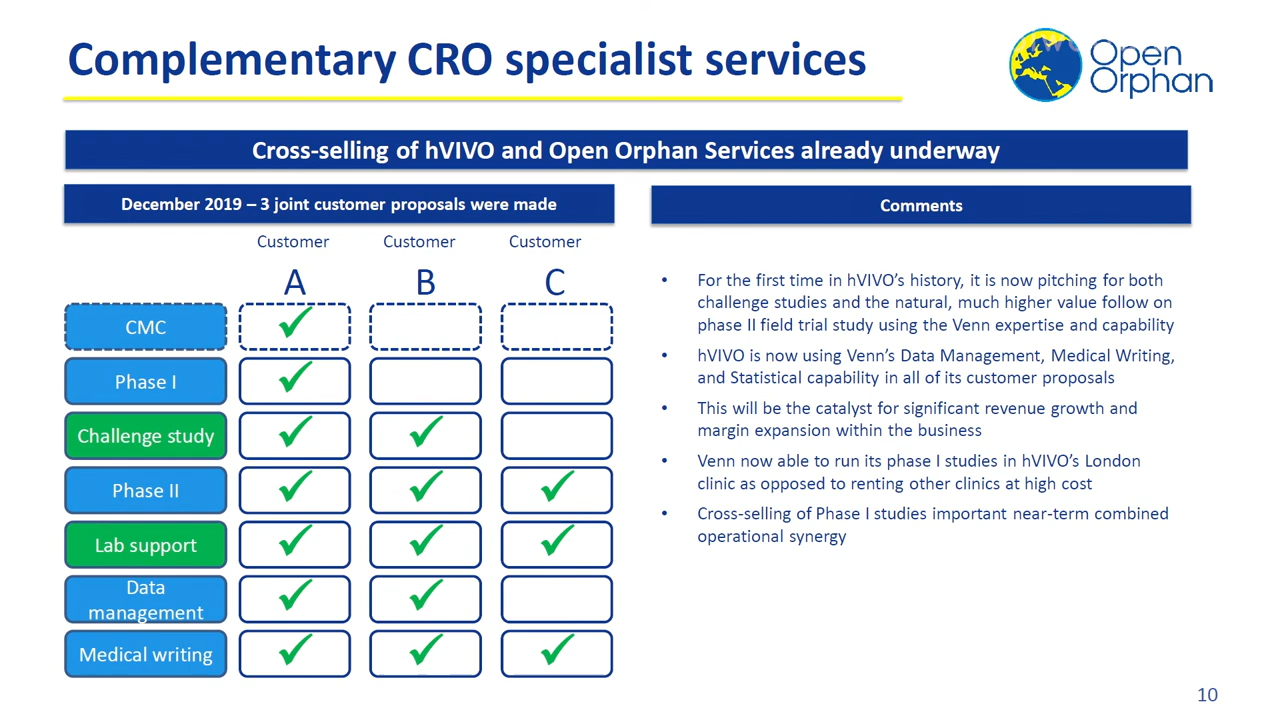 Complementary CRO specialist services
Open
Orphan
Cross-selling of hVIVO and Open Orphan Services already underway
December 2019 – 3 joint customer proposals were made
Comments
Customer Customer Customer
A B C
CMC
Phase I
Challenge study
Phase II
Lab support
Data
management
Medical writing
• For the first time in hVIVO’s history, it is now pitching for both
challenge studies and the natural, much higher value follow on
phase II field trial study using the Venn expertise and capability
• hVIVO is now using Venn’s Data Management, Medical Writing,
and Statistical capability in all of its customer proposals
• This will be the catalyst for significant revenue growth and
margin expansion within the business
• Venn now able to run its phase I studies in hVIVO’s London
clinic as opposed to renting other clinics at high cost
• Cross-selling of Phase I studies important near-term combined
operational synergy
10